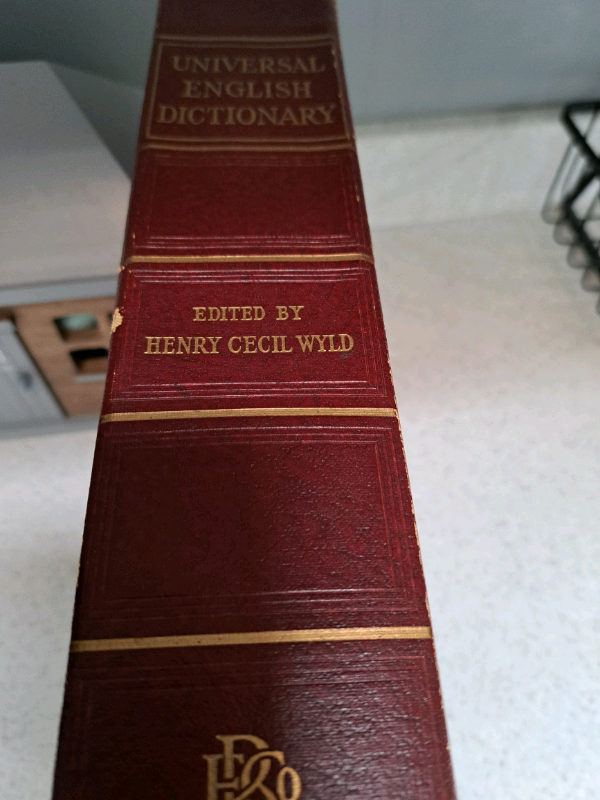 UNIVERSAL
ENGLISH
DICTIONARY
EDITED BY
HENRY CECIL WYLD